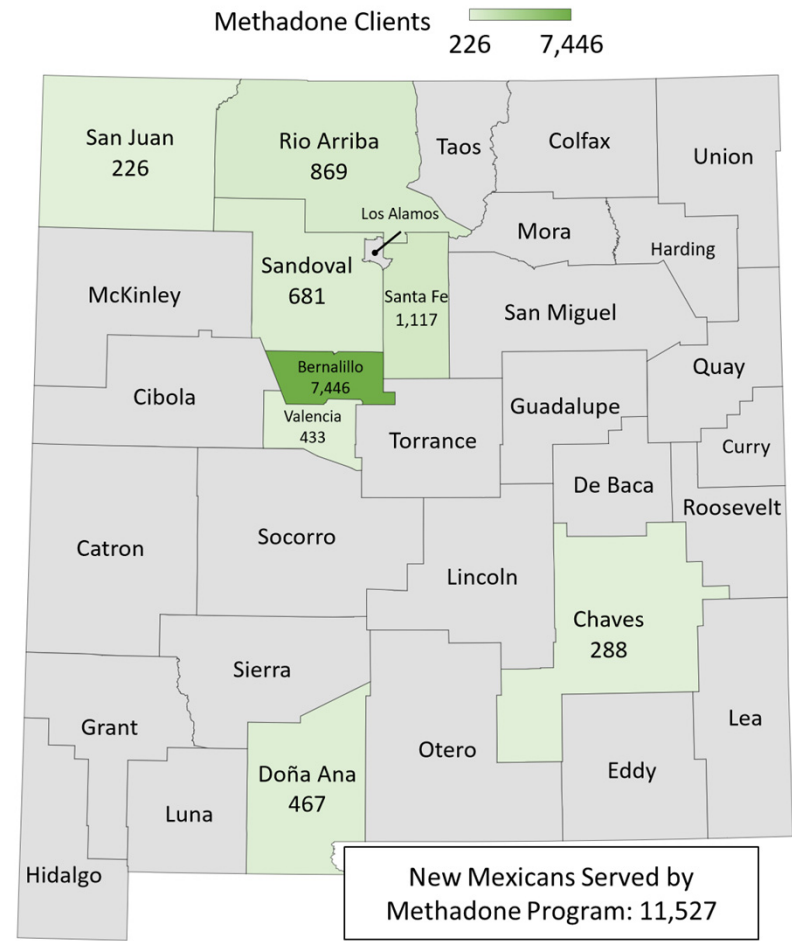 Methadone Clients
226 7,446
San Juan
226
Rio Arriba
869
Taos
Colfax
Union
Los Alamos
Mora
Harding
McKinley
Sandoval
681
Santa Fe
1,117
San Miguel
Bernalillo
7,446
Quay
Cibola
Valencia
433
Torrance
Guadalupe
Curry
De Baca
Roosevelt
Catron
Socorro
Lincoln
Chaves
288
Sierra
Grant
Doña Ana
467
Otero
Lea
Eddy
Luna
Hidalgo
New Mexicans Served by
Methadone Program: 11,527